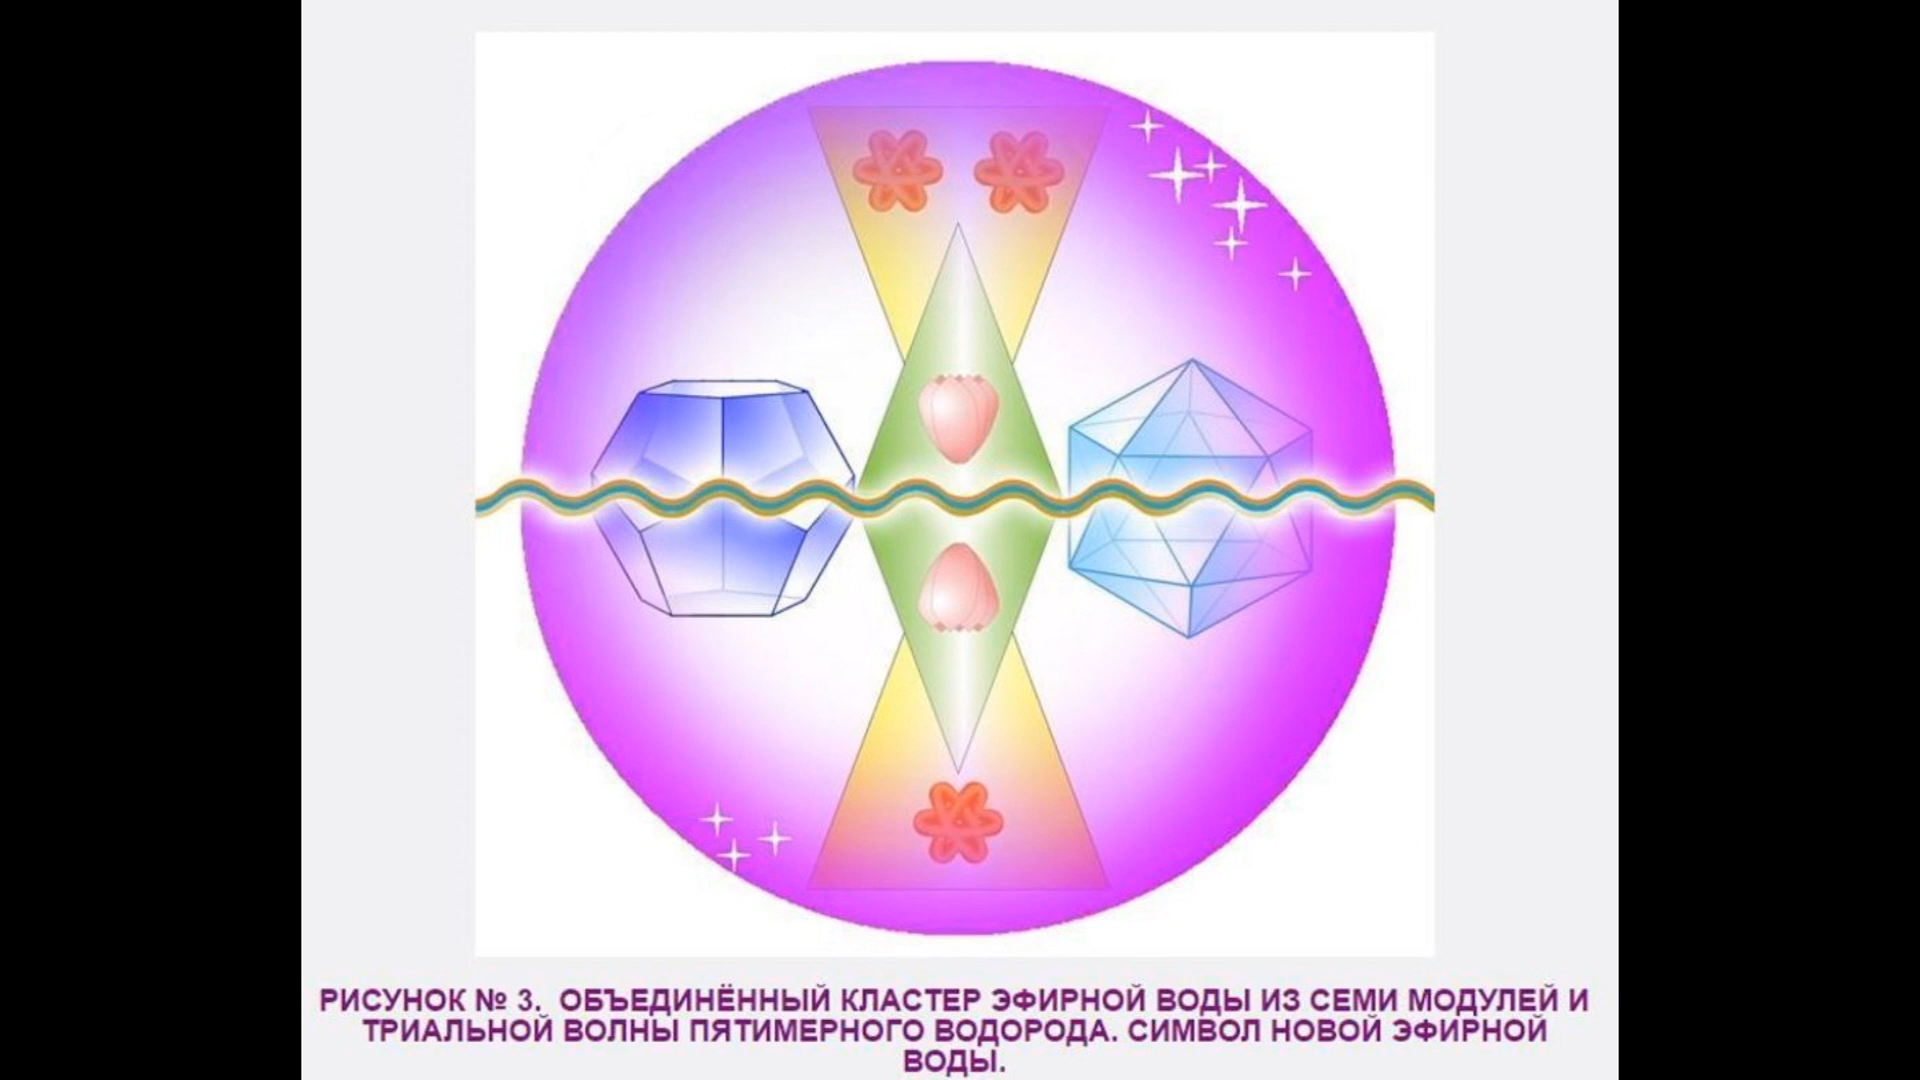 РИСУНОК № 3. ОБЪЕДИНЁННЫЙ КЛАСТЕР ЭФИРНОЙ ВОДЫ ИЗ СЕМИ МОДУЛЕЙ И
ТРИАЛЬНОЙ ВОЛНЫ ПЯТИМЕРНОГО ВОДОРОДА. СИМВОЛ НОВОЙ ЭФИРНОЙ
ВОДЫ.